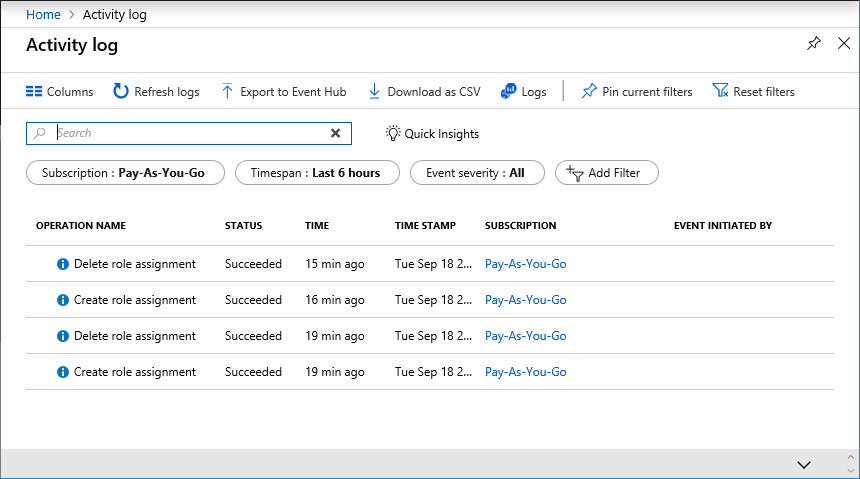 Home > Activity log
Activity log
Columns Refresh logs Export to Event Hub Download as CSV Logs Pin current filters Reset filters
Search Quick Insights
Subscription : Pay-As-You-Go Timespan : Last 6 hours Event severity : All Add Filter
OPERATION NAME STATUS TIME TIME STAMP SUBSCRIPTION EVENT INITIATED BY
Delete role assignment Succeeded 15 min ago Tue Sep 18 2... Pay-As-You-Go
Create role assignment Succeeded 16 min ago Tue Sep 18 2... Pay-As-You-Go
Delete role assignment Succeeded 19 min ago Tue Sep 18 2... Pay-As-You-Go
Create role assignment Succeeded 19 min ago Tue Sep 18 2... Pay-As-You-Go